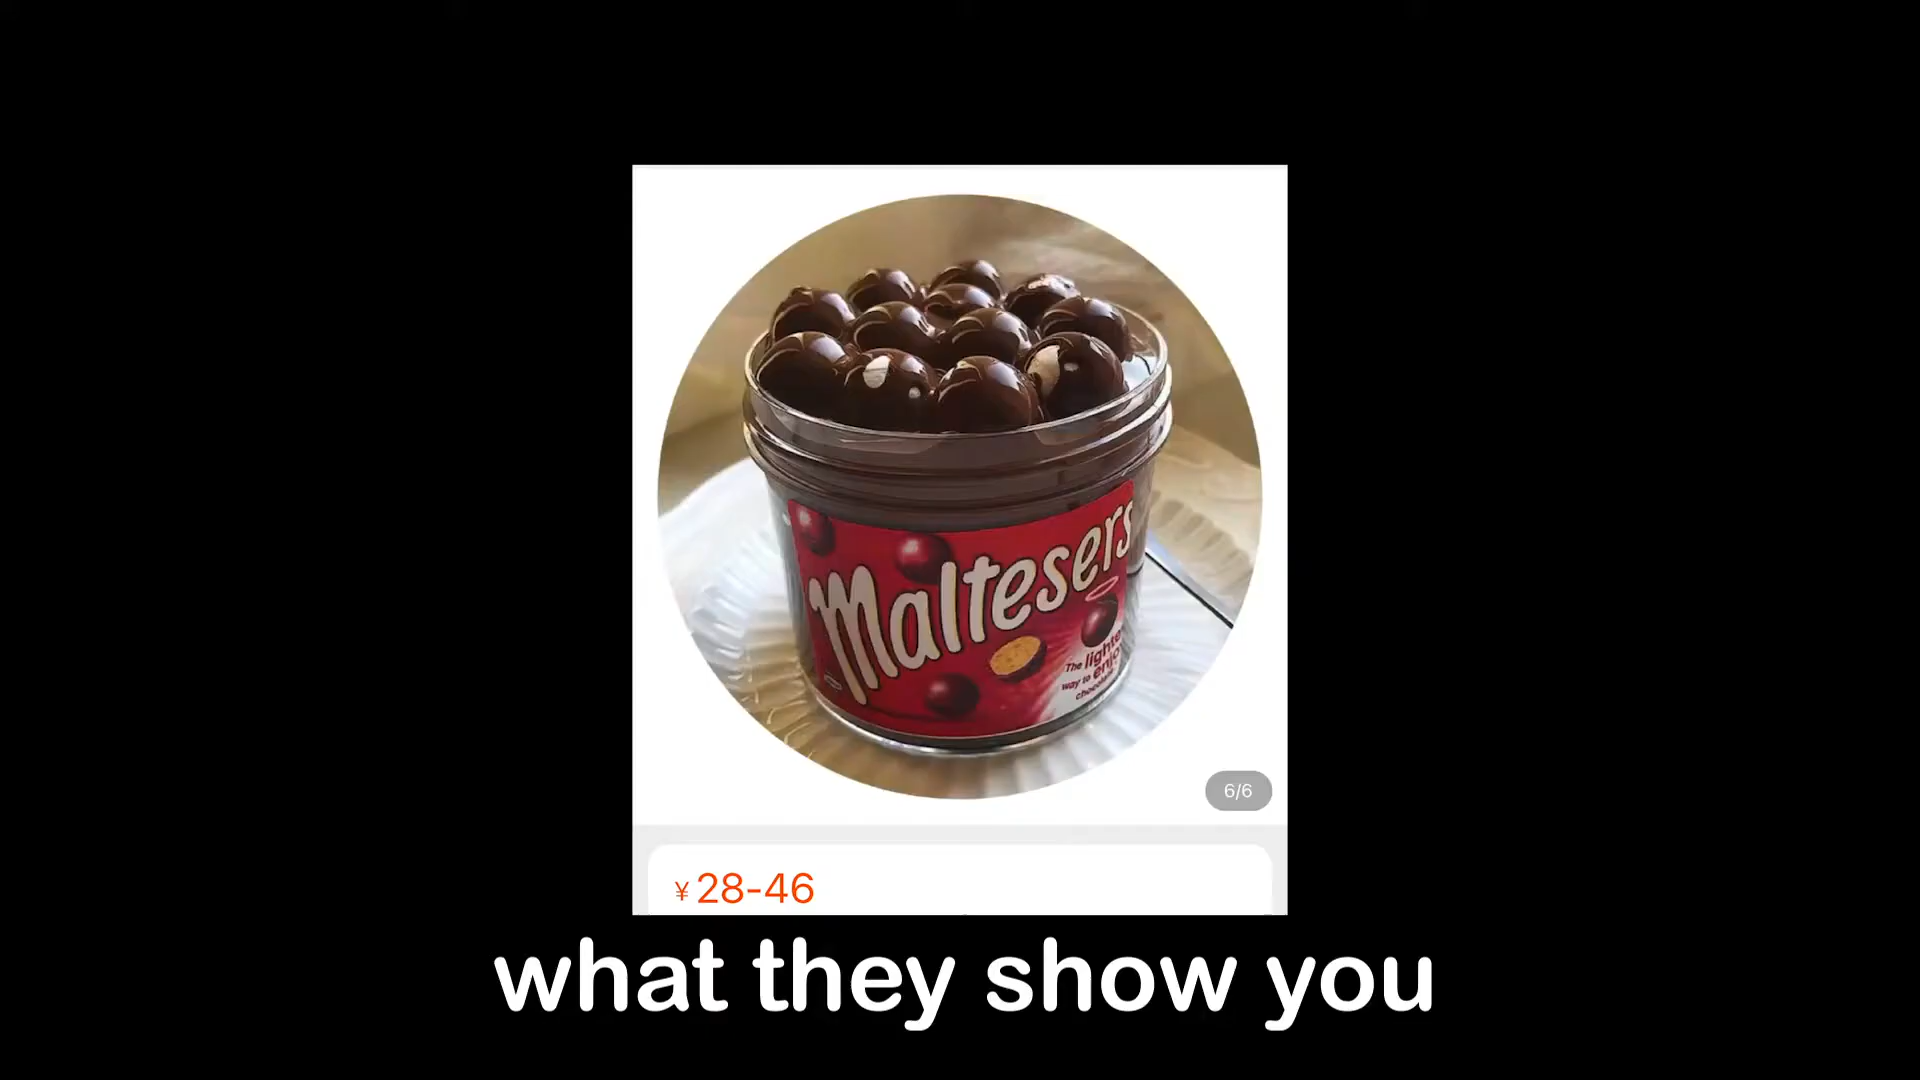 Maltesers
The lighter
way to enjoy
chocolate
6/6
¥ 28-46
what they show you